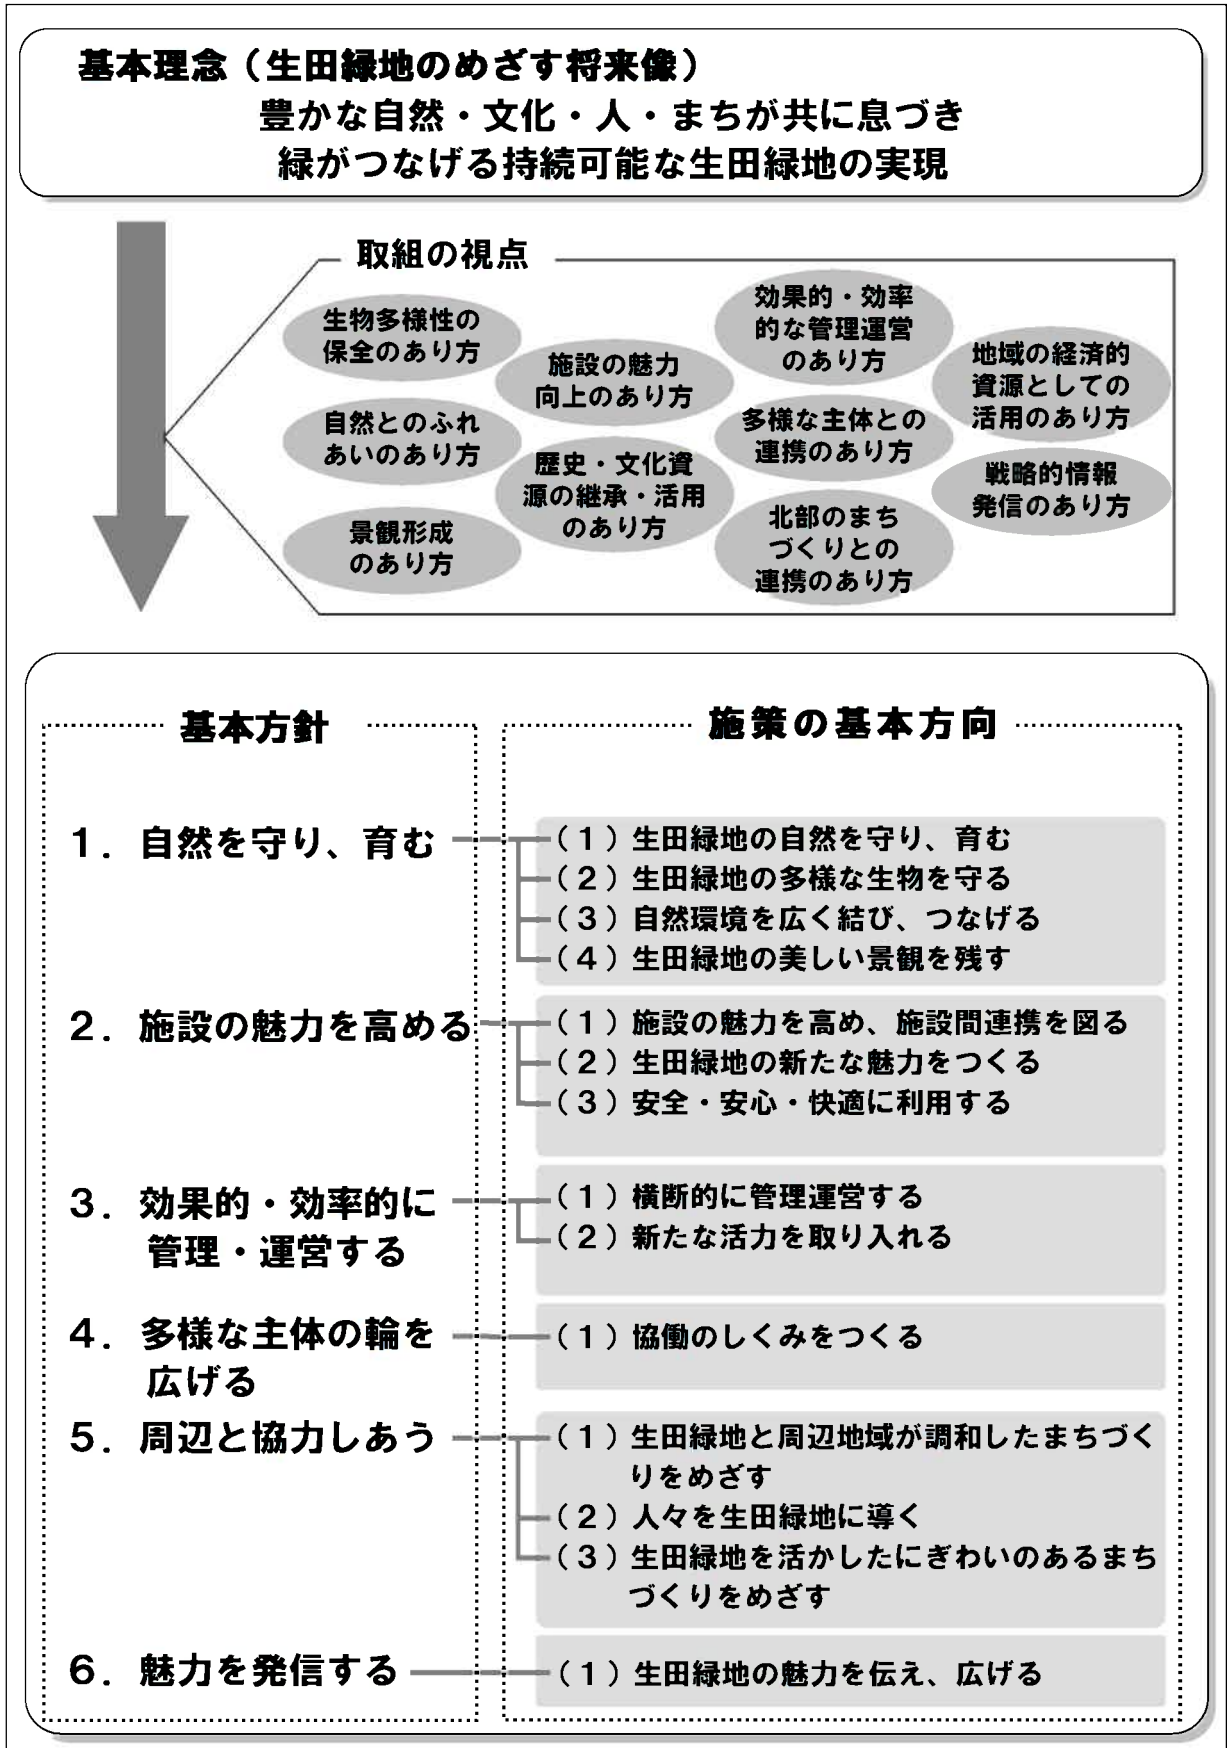 基本理念（生田緑地のめざす将来像）
豊かな自然・文化・人・まちが共に息づき
緑がつなげる持続可能な生田緑地の実現
取組の視点
生物多様性の
保全のあり方
自然とのふれ
あいのあり方
景観形成
のあり方
施設の魅力
向上のあり方
歴史・文化資
源の継承・活用
のあり方
効果的・効率
的な管理運営
のあり方
多様な主体との
連携のあり方
北部のまち
づくりとの
連携のあり方
地域の経済的
資源としての
活用のあり方
戦略的情報
発信のあり方
基本方針
施策の基本方向
１．自然を守り、育む
（１）生田緑地の自然を守り、育む
（２）生田緑地の多様な生物を守る
（３）自然環境を広く結び、つなげる
（４）生田緑地の美しい景観を残す
２．施設の魅力を高める
（１）施設の魅力を高め、施設間連携を図る
（２）生田緑地の新たな魅力をつくる
（３）安全・安心・快適に利用する
３．効果的・効率的に
管理・運営する
（１）横断的に管理運営する
（２）新たな活力を取り入れる
４．多様な主体の輪を
広げる
（１）協働のしくみをつくる
５．周辺と協力しあう
（１）生田緑地と周辺地域が調和したまちづく
りをめざす
（２）人々を生田緑地に導く
（３）生田緑地を活かしたにぎわいのあるまち
づくりをめざす
６．魅力を発信する
（１）生田緑地の魅力を伝え、広げる